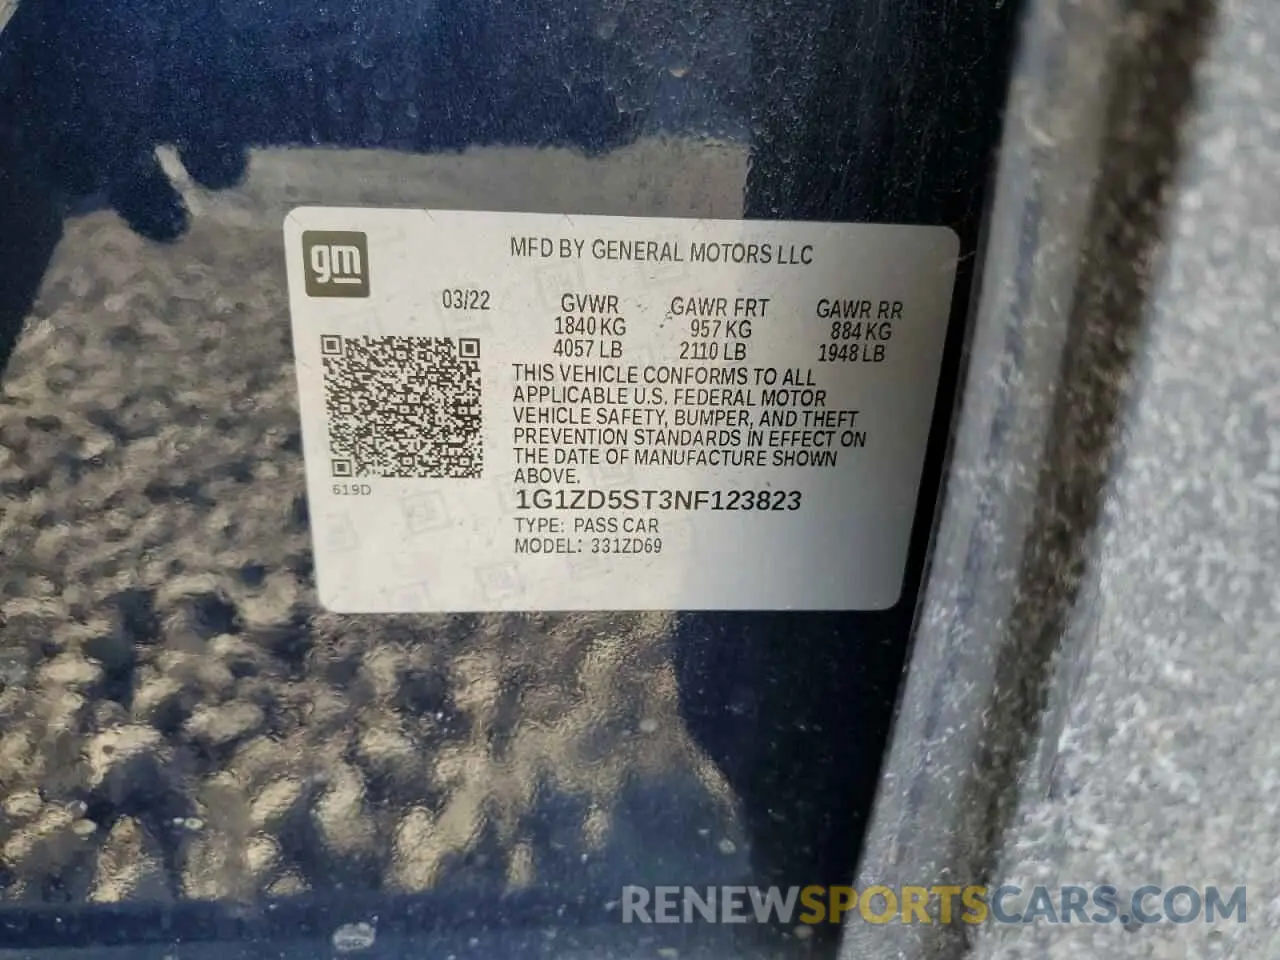 gm
MFD BY GENERAL MOTORS LLC
03/22 GVWR GAWR FRT GAWR RR
1840 KG 957 KG 884 KG
4057 LB 2110 LB 1948 LB
THIS VEHICLE CONFORMS TO ALL
APPLICABLE U.S. FEDERAL MOTOR
VEHICLE SAFETY, BUMPER, AND THEFT
PREVENTION STANDARDS IN EFFECT ON
THE DATE OF MANUFACTURE SHOWN
ABOVE.
619D
1G1ZD5ST3NF123823
TYPE: PASS CAR
MODEL: 331ZD69
RENEWSPORTSCARS.COM